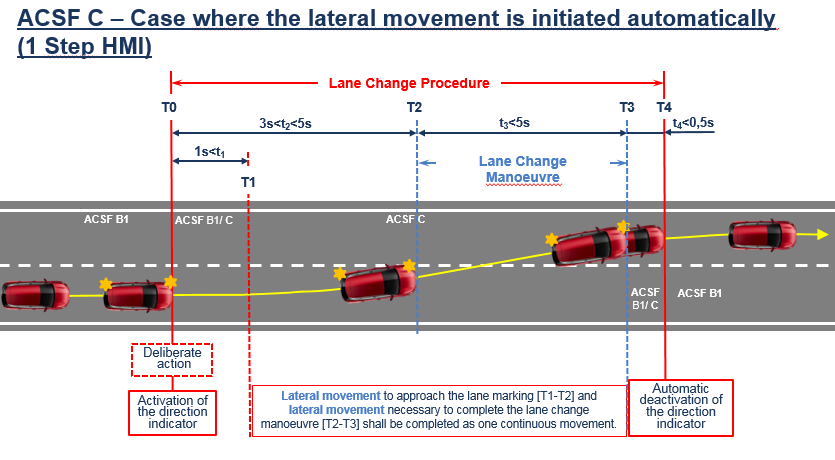 ACSF C – Case where the lateral movement is initiated automatically
(1 Step HMI)
Lane Change Procedure
T0
T2
T3
T4
3s<t2<5s
t3<5s
t4<0,5s
1s<t1
T1
Lane Change
Manoeuvre
ACSF B1
ACSF B1/ C
ACSF C
ACSF
B1/ C
ACSF B1
Deliberate
action
Activation of
the direction
indicator
Lateral movement to approach the lane marking [T1-T2] and
lateral movement necessary to complete the lane change
manoeuvre [T2-T3] shall be completed as one continuous movement.
Automatic
deactivation of
the direction
indicator